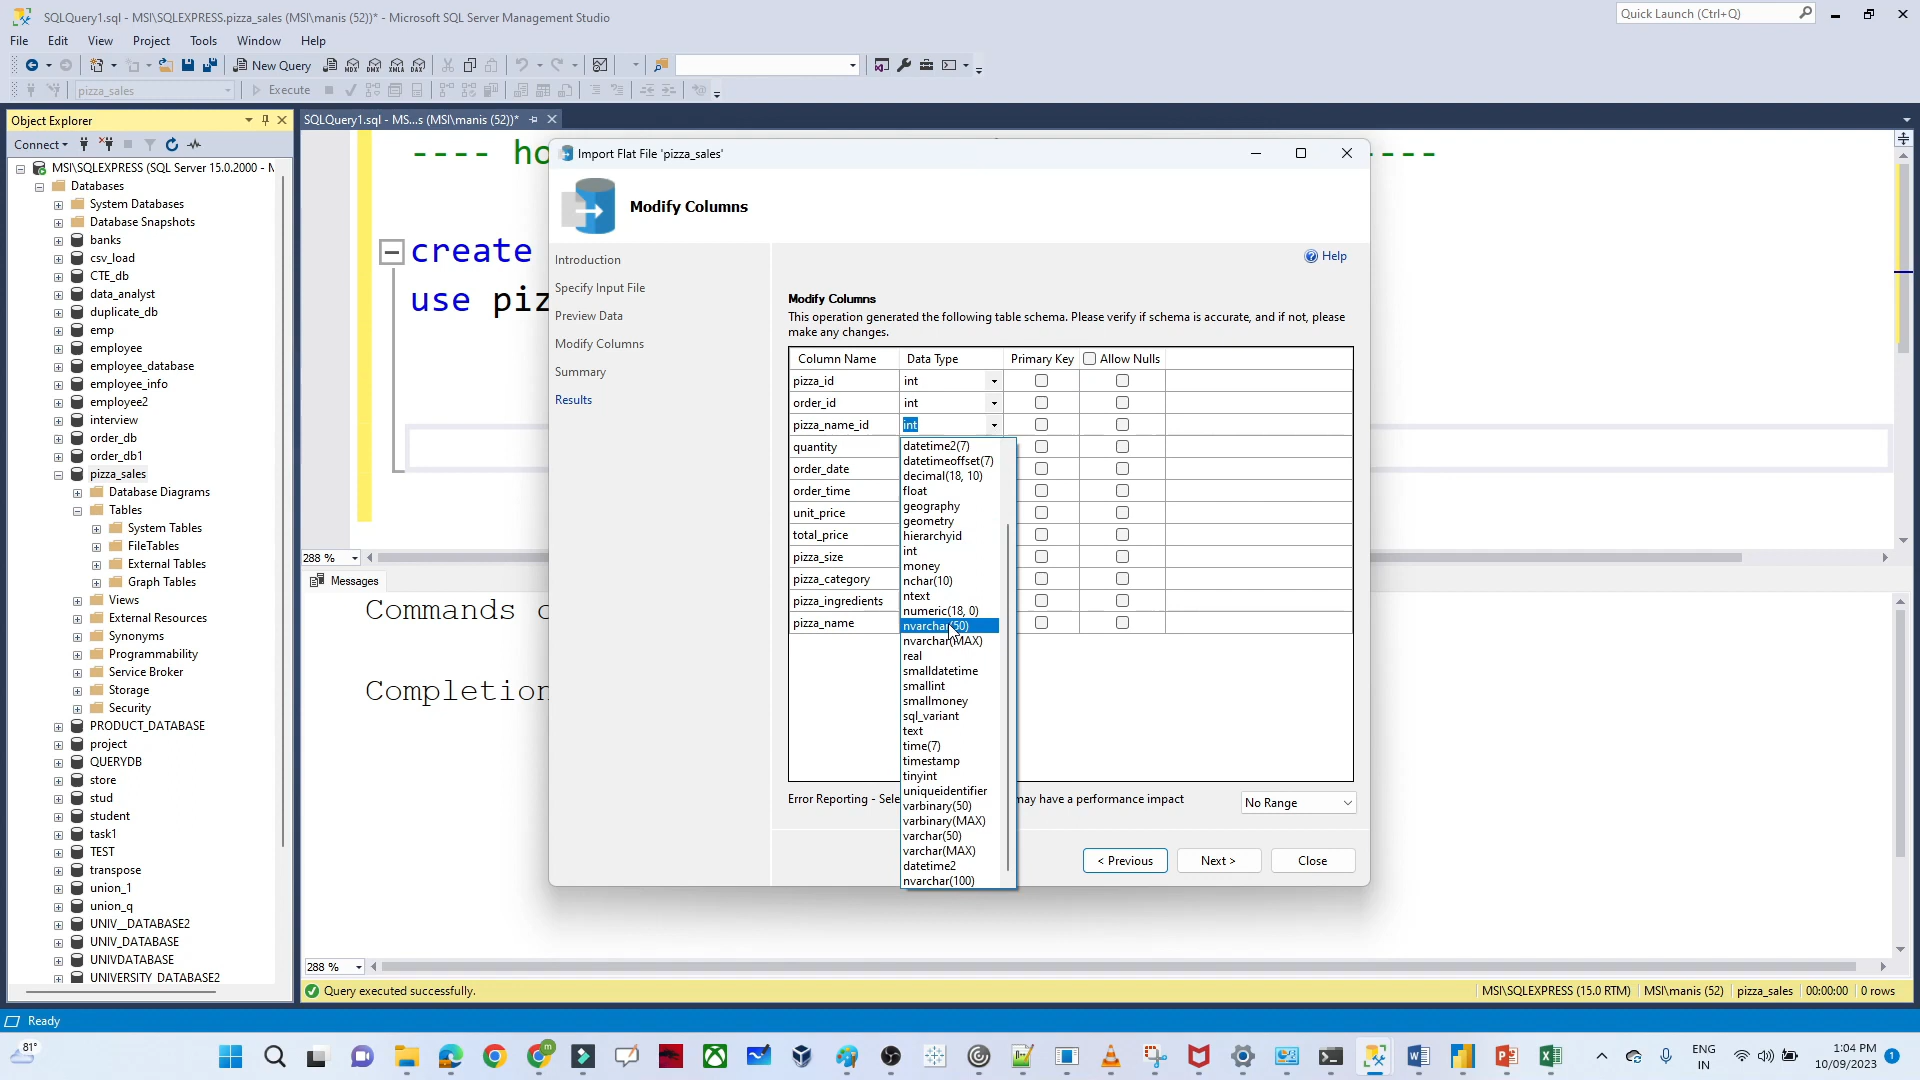 SQLQuery1.sql - MSI\SQLEXPRESS.pizza_sales (MSI\manis (52))* - Microsoft SQL Server Management Studio
Quick Launch (Ctrl+Q)
File Edit View Project Tools Window Help
New Query
MDX DMX XMLA DAX
pizza_sales Execute
Object Explorer
SQLQuery1.sql - MS...s (MSI\manis (52))*
Connect
MSI\SQLEXPRESS (SQL Server 15.0.2000 - M
Databases
System Databases
Database Snapshots
banks
csv_load
CTE_db
data_analyst
duplicate_db
emp
employee
employee_database
employee_info
employee2
interview
order_db
order_db1
pizza_sales
Database Diagrams
Tables
System Tables
FileTables
External Tables
Graph Tables
Views
External Resources
Synonyms
Programmability
Service Broker
Storage
Security
PRODUCT_DATABASE
project
QUERYDB
store
stud
student
task1
TEST
transpose
union_1
union_q
UNIV__DATABASE2
UNIV_DATABASE
UNIVDATABASE
UNIVERSITY_DATABASE2
---- ho
----
create
use piz
288 %
Messages
Commands c
Completion
288 %
Import Flat File 'pizza_sales'
Modify Columns
Introduction
Specify Input File
Preview Data
Modify Columns
Summary
Results
Help
Modify Columns
This operation generated the following table schema. Please verify if schema is accurate, and if not, please
make any changes.
Column Name Data Type Primary Key Allow Nulls
pizza_id int
order_id int
pizza_name_id int
quantity
order_date
order_time
unit_price
total_price
pizza_size
pizza_category
pizza_ingredients
pizza_name
datetime2(7)
datetimeoffset(7)
decimal(18, 10)
float
geography
geometry
hierarchyid
int
money
nchar(10)
ntext
numeric(18, 0)
nvarchar(50)
nvarchar(MAX)
real
smalldatetime
smallint
smallmoney
sql_variant
text
time(7)
timestamp
tinyint
uniqueidentifier
varbinary(50)
varbinary(MAX)
varchar(50)
varchar(MAX)
datetime2
nvarchar(100)
Error Reporting - Sele may have a performance impact No Range
< Previous Next > Close
Query executed successfully. MSI\SQLEXPRESS (15.0 RTM) MSI\manis (52) pizza_sales 00:00:00 0 rows
Ready
81°
ENG
IN
1:04 PM
10/09/2023
1